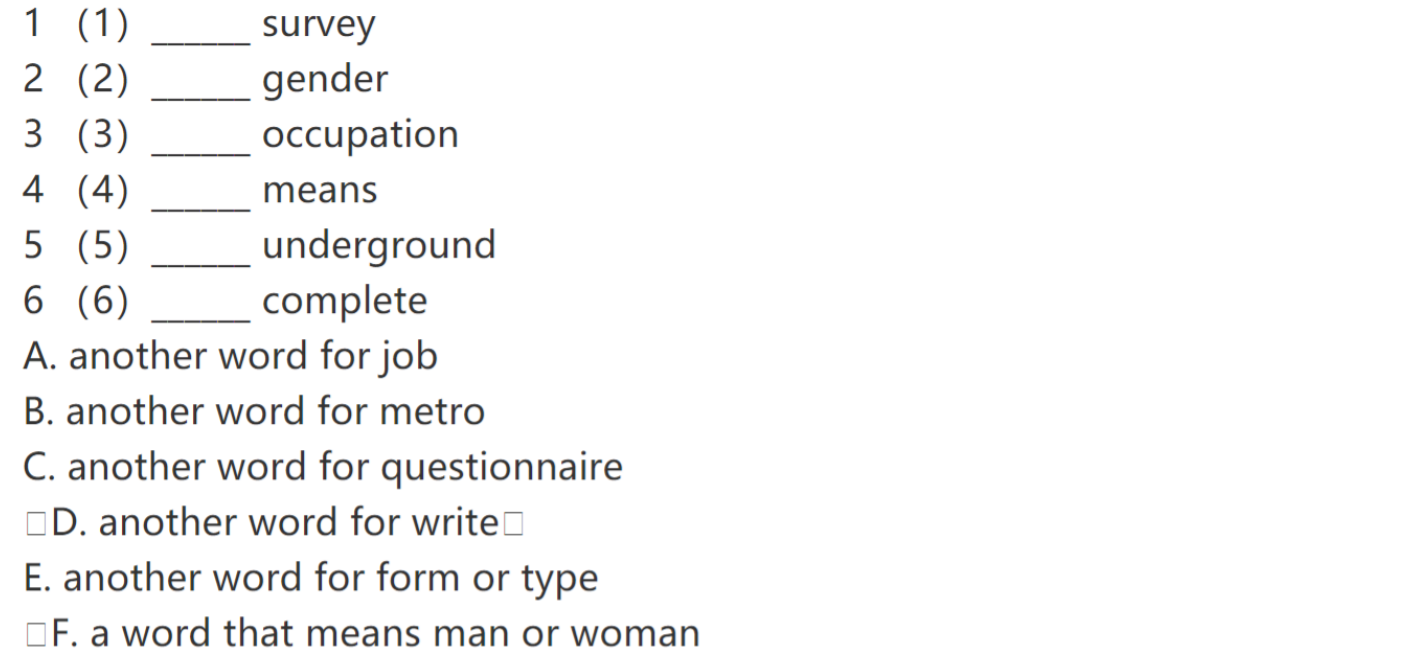 1 (1) ______ survey
2 (2) ______ gender
3 (3) ______ occupation
4 (4) ______ means
5 (5) ______ underground
6 (6) ______ complete
A. another word for job
B. another word for metro
C. another word for questionnaire
□D. another word for write□
E. another word for form or type
□F. a word that means man or woman